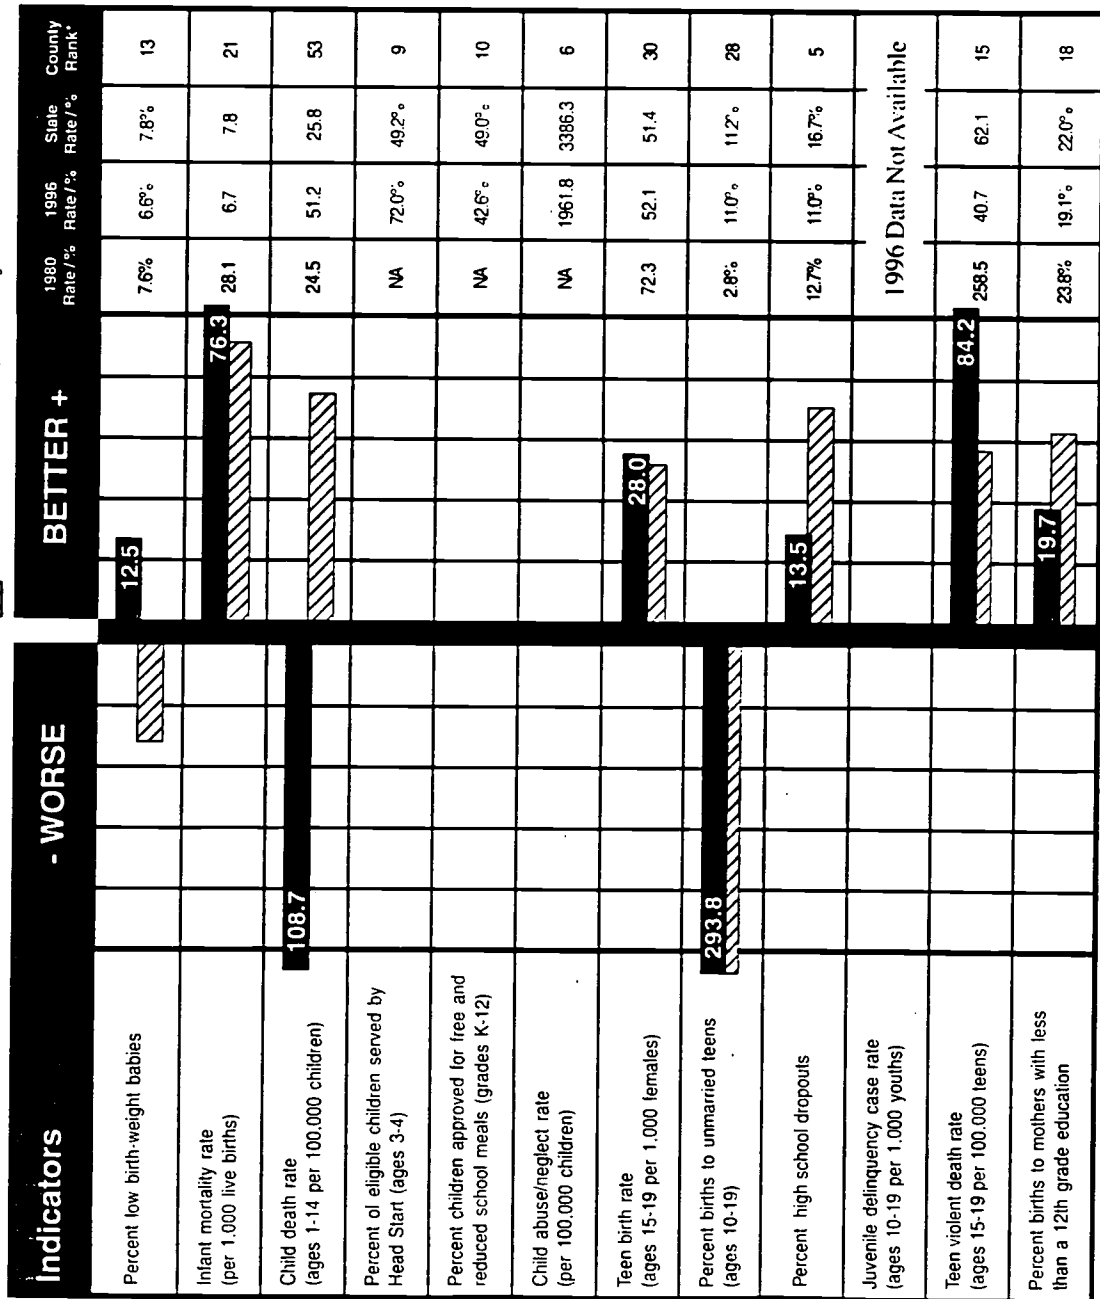 Indicators - WORSE BETTER + 1980 Rate/% 1996 Rate/% State Rate/% County Rank*
Percent low birth-weight babies 12.5 7.6% 6.6% 7.8% 13
Infant mortality rate
(per 1,000 live births) 76.3 28.1 6.7 7.8 21
Child death rate
(ages 1-14 per 100,000 children) 108.7 24.5 51.2 25.8 53
Percent of eligible children served by
Head Start (ages 3-4) NA 72.0% 49.2% 9
Percent children approved for free and
reduced school meals (grades K-12) NA 42.6% 49.0% 10
Child abuse/neglect rate
(per 100,000 children) NA 1961.8 3386.3 6
Teen birth rate
(ages 15-19 per 1,000 females) 28.0 72.3 52.1 51.4 30
Percent births to unmarried teens
(ages 10-19) 293.8 2.8% 11.0% 11.2% 28
Percent high school dropouts 13.5 12.7% 11.0% 16.7% 5
Juvenile delinquency case rate
(ages 10-19 per 1,000 youths) 1996 Data Not Available
Teen violent death rate
(ages 15-19 per 100,000 teens) 84.2 258.5 40.7 62.1 15
Percent births to mothers with less
than a 12th grade education 19.7 23.8% 19.1% 22.0% 18